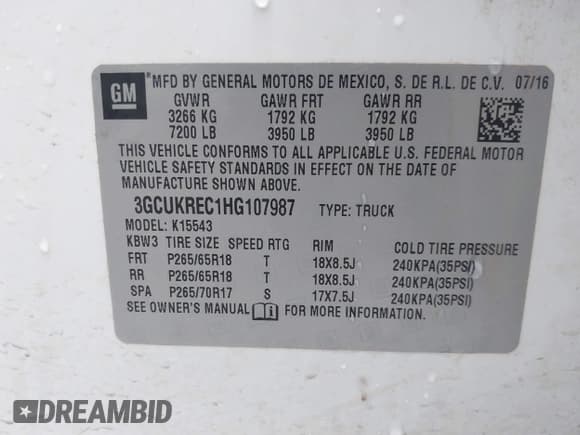 GM
MFD BY GENERAL MOTORS DE MEXICO, S. DE R.L. DE C.V. 07/16
GVWR GAWR FRT GAWR RR
3266 KG 1792 KG 1792 KG
7200 LB 3950 LB 3950 LB
THIS VEHICLE CONFORMS TO ALL APPLICABLE U.S. FEDERAL MOTOR
VEHICLE SAFETY STANDARDS IN EFFECT ON THE DATE OF
MANUFACTURE SHOWN ABOVE.
3GCUKREC1HG107987 TYPE: TRUCK
MODEL: K15543
KBW3 TIRE SIZE SPEED RTG RIM COLD TIRE PRESSURE
FRT P265/65R18 T 18X8.5J 240KPA(35PSI)
RR P265/65R18 T 18X8.5J 240KPA(35PSI)
SPA P265/70R17 S 17X7.5J 240KPA(35PSI)
SEE OWNER'S MANUAL FOR MORE INFORMATION.
DREAMBID